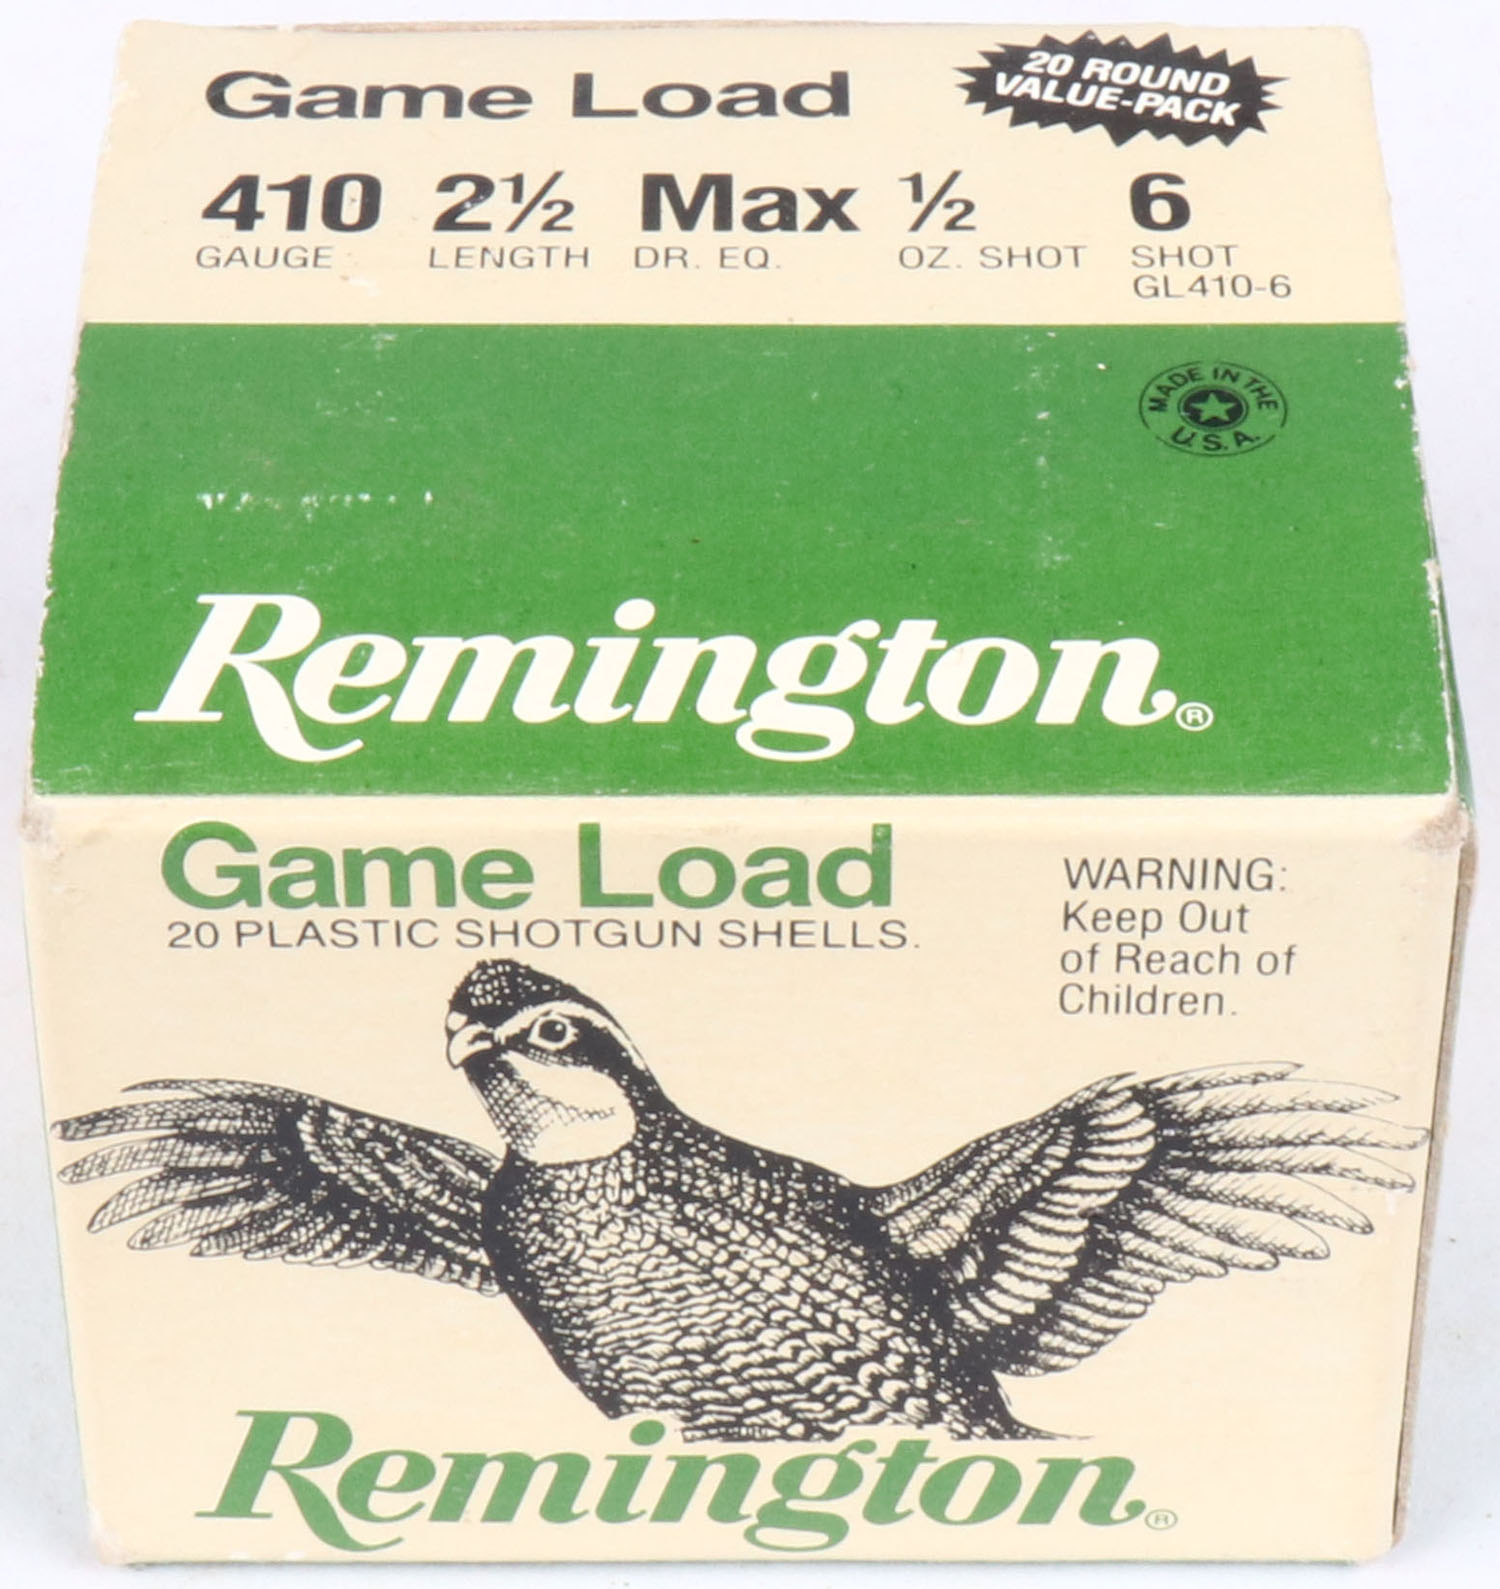 Game Load
20 ROUND
VALUE-PACK
410 2½ Max ½ 6
GAUGE LENGTH DR. EQ. OZ. SHOT SHOT
GL410-6
MADE IN THE
U.S.A.
Remington®
Game Load
20 PLASTIC SHOTGUN SHELLS.
WARNING:
Keep Out
of Reach of
Children.
Remington®